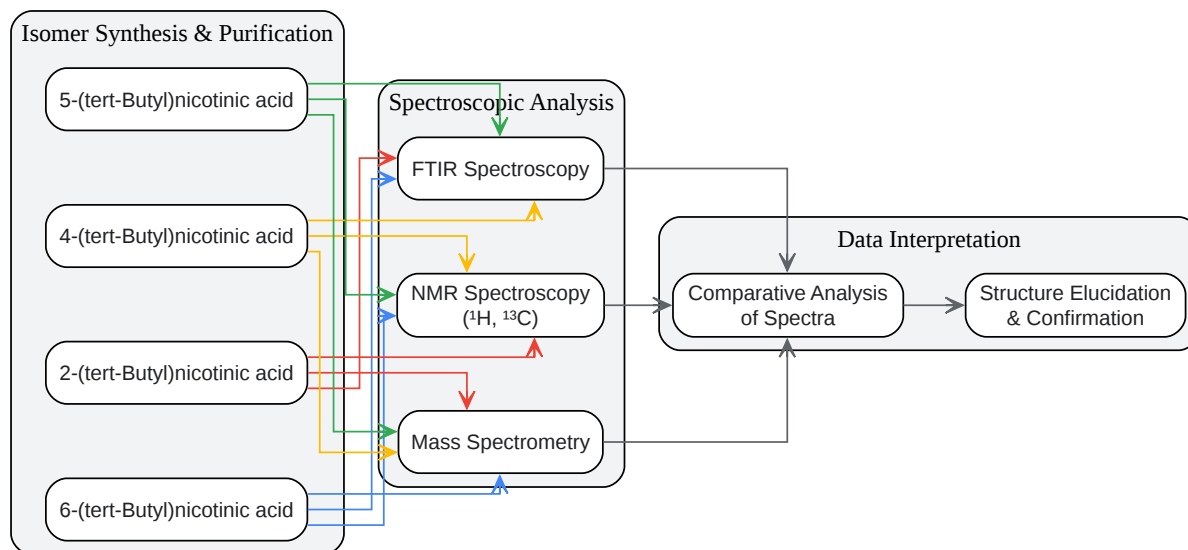 Isomer Synthesis & Purification
5-(tert-Butyl)nicotinic acid
4-(tert-Butyl)nicotinic acid
2-(tert-Butyl)nicotinic acid
6-(tert-Butyl)nicotinic acid
Spectroscopic Analysis
FTIR Spectroscopy
NMR Spectroscopy
(¹H, ¹³C)
Mass Spectrometry
Data Interpretation
Comparative Analysis
of Spectra
Structure Elucidation
& Confirmation